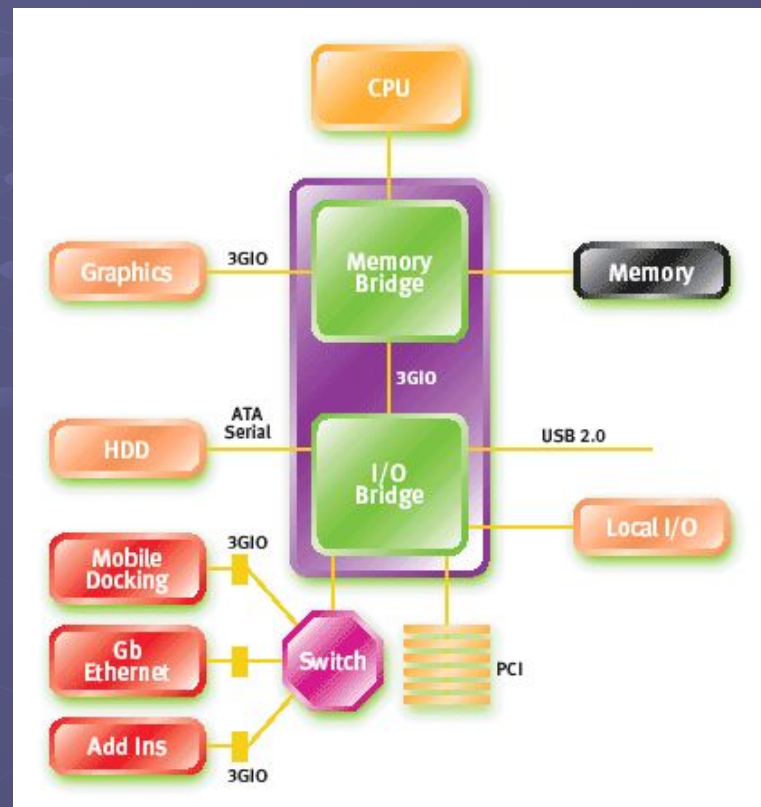 CPU
Graphics
3GIO
Memory
Bridge
Memory
3GIO
HDD
ATA
Serial
I/O
Bridge
USB 2.0
Local I/O
Mobile
Docking
3GIO
Gb
Ethernet
Switch
PCI
Add Ins
3GIO